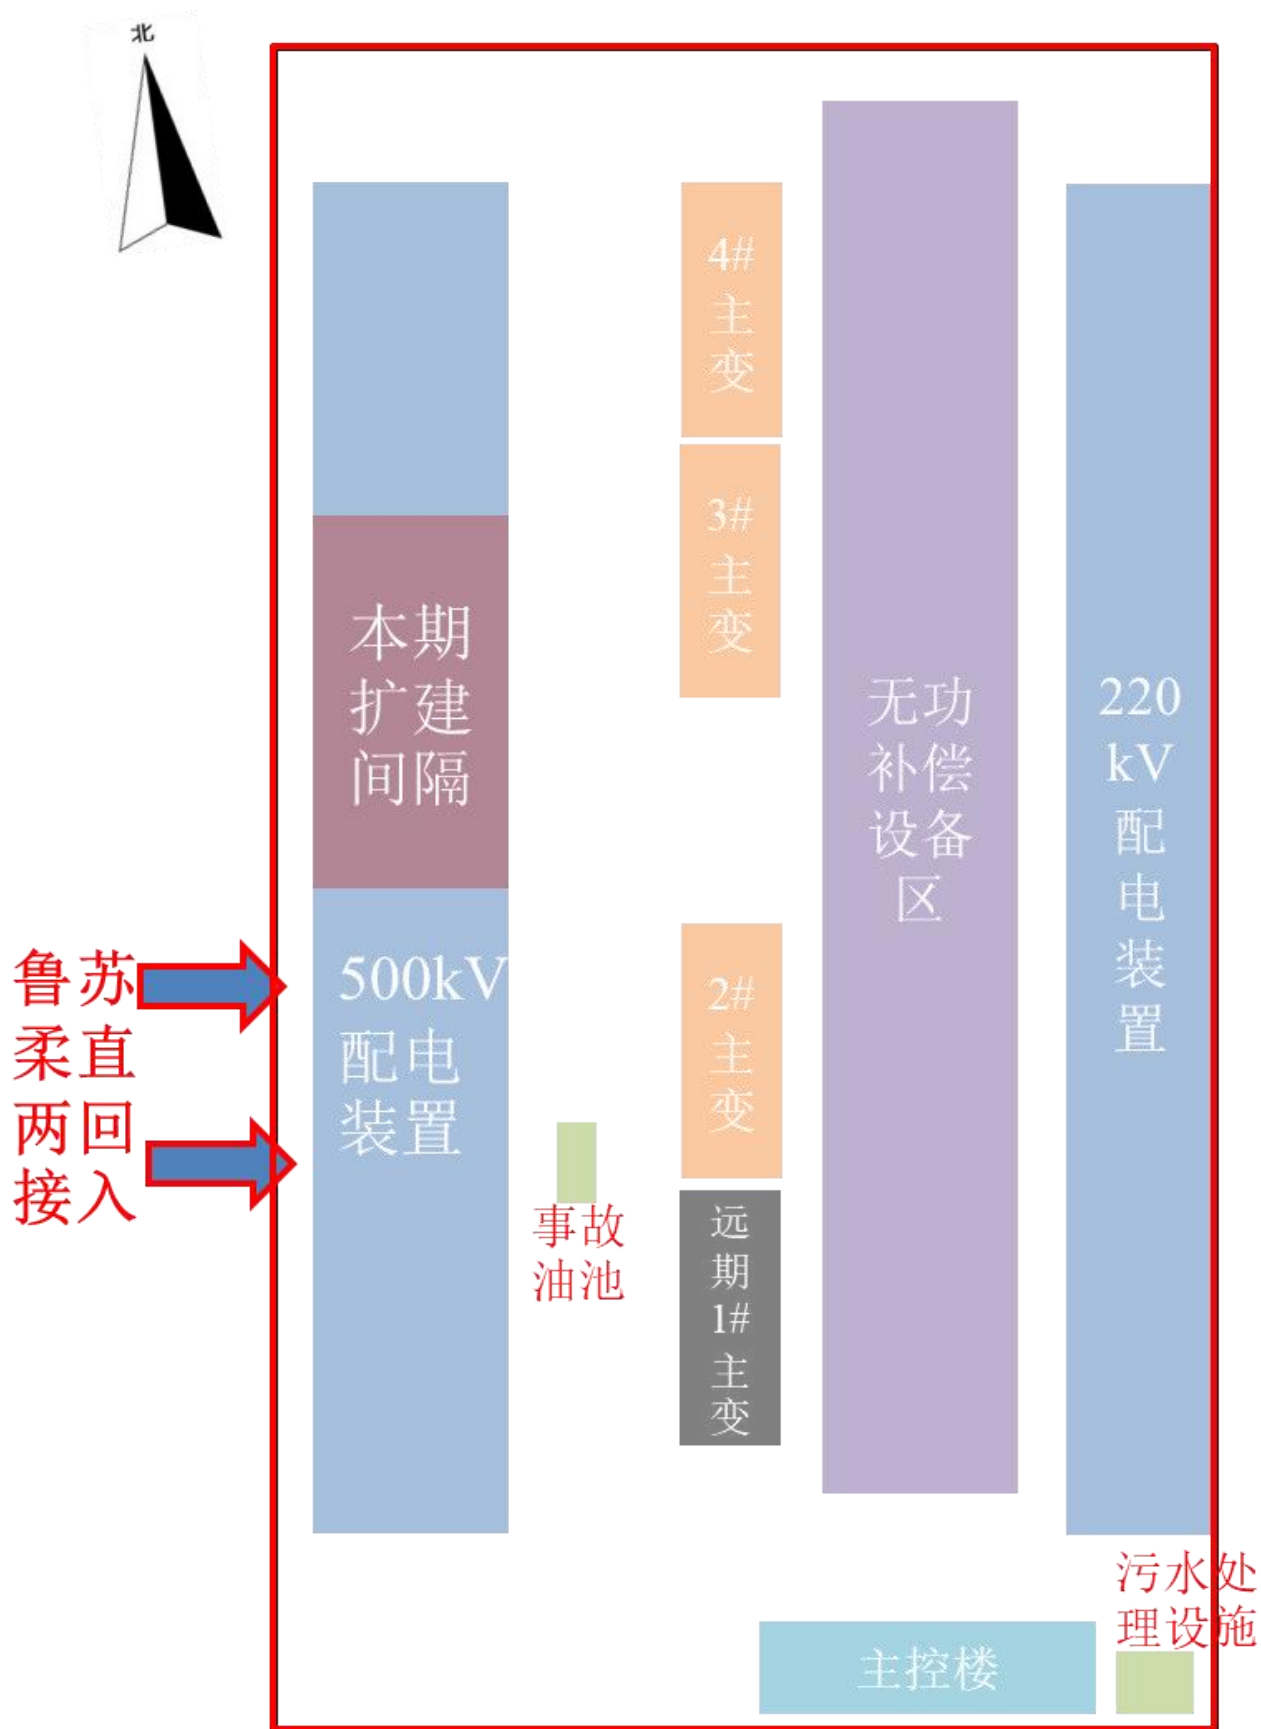 北
4#
主
变
3#
主
变
本期
扩建
间隔
无功
补偿
设备
区
220
kV
配
电
装
置
鲁苏
柔直
两回
接入
500kV
配电
装置
2#
主
变
事故
油池
远
期
1#
主
变
污水处
理设施
主控楼